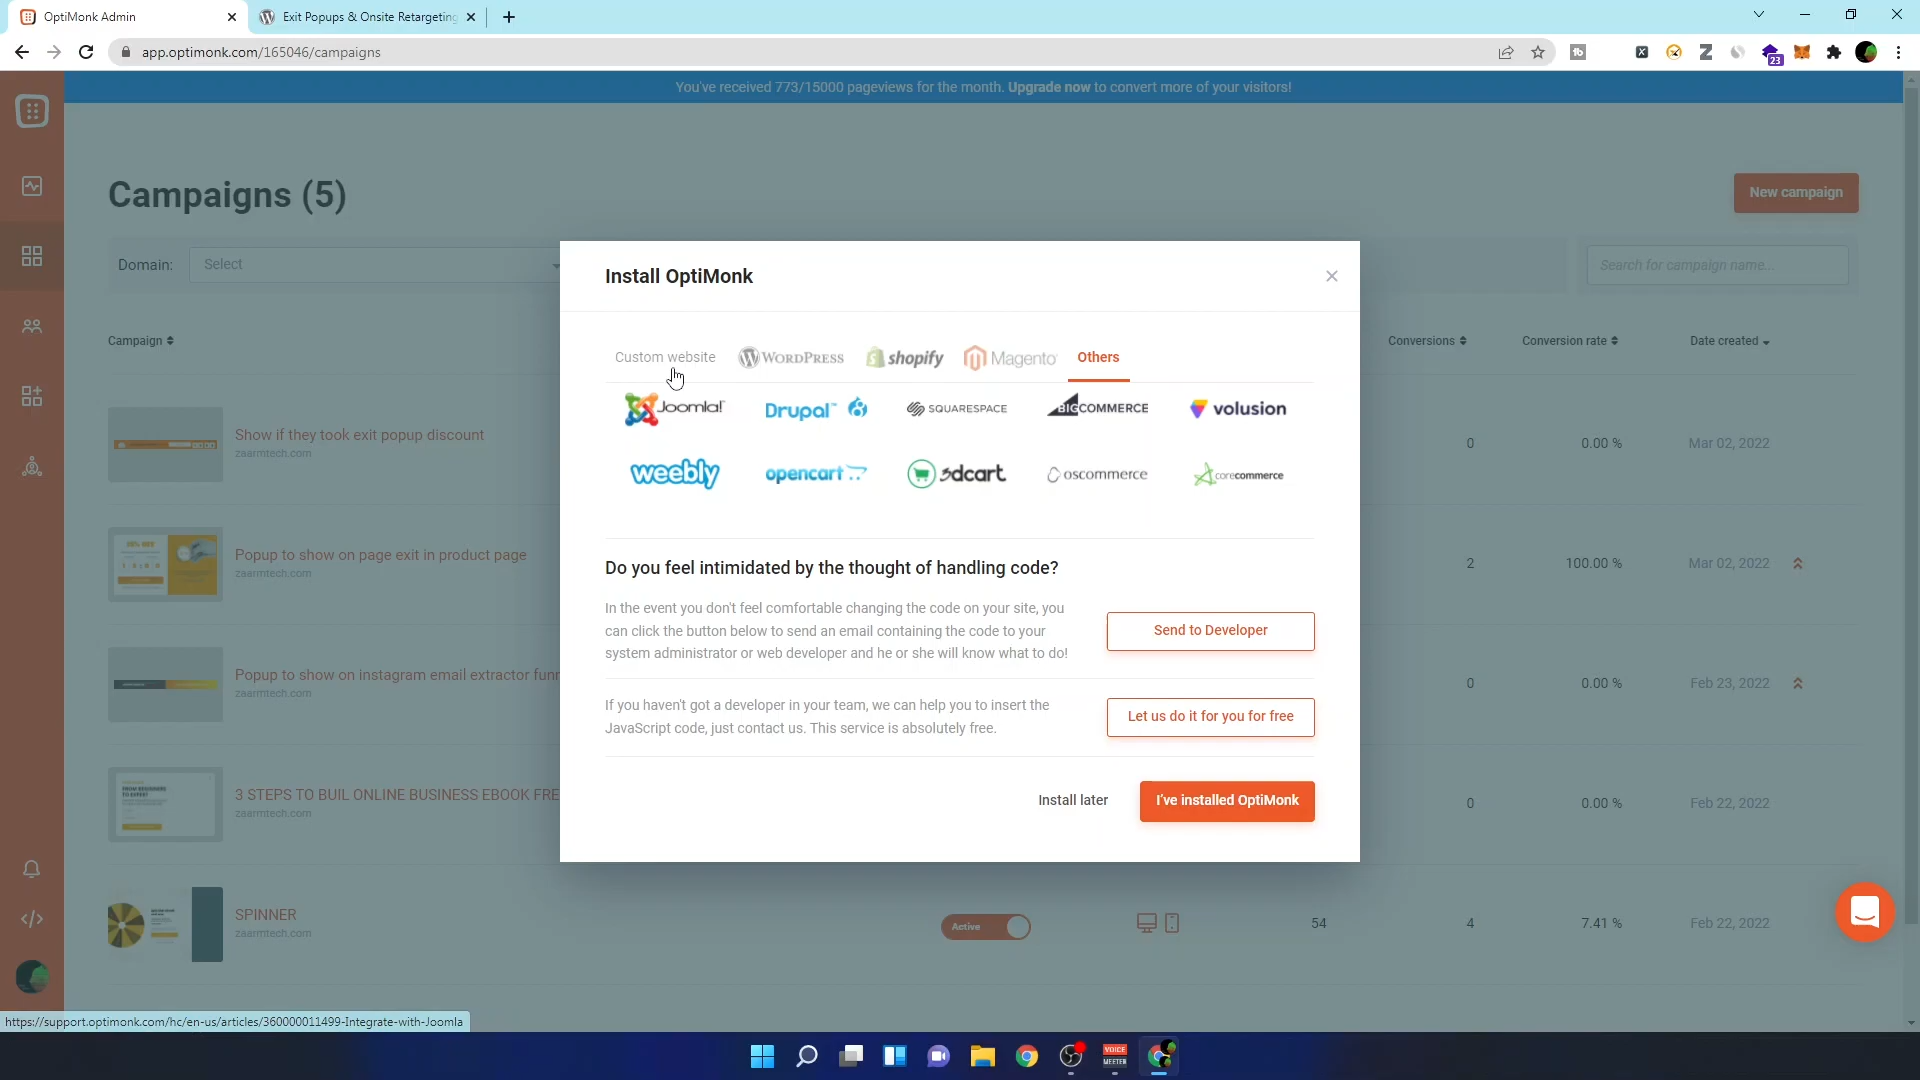 OptiMonk Admin
Exit Popups & Onsite Retargeting
app.optimonk.com/165046/campaigns
23
You've received 773/15000 pageviews for the month. Upgrade now to convert more of your visitors!
Campaigns (5)
New campaign
Domain:
Select
Search for campaign name...
Install OptiMonk
Campaign
Conversions
Conversion rate
Date created
Custom website
WORDPRESS
shopify
Magento
Others
Joomla!
Drupal
SQUARESPACE
BIGCOMMERCE
volusion
weebly
opencart
3dcart
oscommerce
corecommerce
Show if they took exit popup discount
zaarmtech.com
0
0.00 %
Mar 02, 2022
Popup to show on page exit in product page
zaarmtech.com
2
100.00 %
Mar 02, 2022
Do you feel intimidated by the thought of handling code?
In the event you don't feel comfortable changing the code on your site, you
can click the button below to send an email containing the code to your
system administrator or web developer and he or she will know what to do!
Send to Developer
Popup to show on instagram email extractor funn
zaarmtech.com
0
0.00 %
Feb 23, 2022
If you haven't got a developer in your team, we can help you to insert the
JavaScript code, just contact us. This service is absolutely free.
Let us do it for you for free
Install later
I've installed OptiMonk
3 STEPS TO BUIL ONLINE BUSINESS EBOOK FRE
zaarmtech.com
0
0.00 %
Feb 22, 2022
SPINNER
zaarmtech.com
Active
54
4
7.41 %
Feb 22, 2022
https://support.optimonk.com/hc/en-us/articles/360000011499-Integrate-with-Joomla
VOICE
MEETER